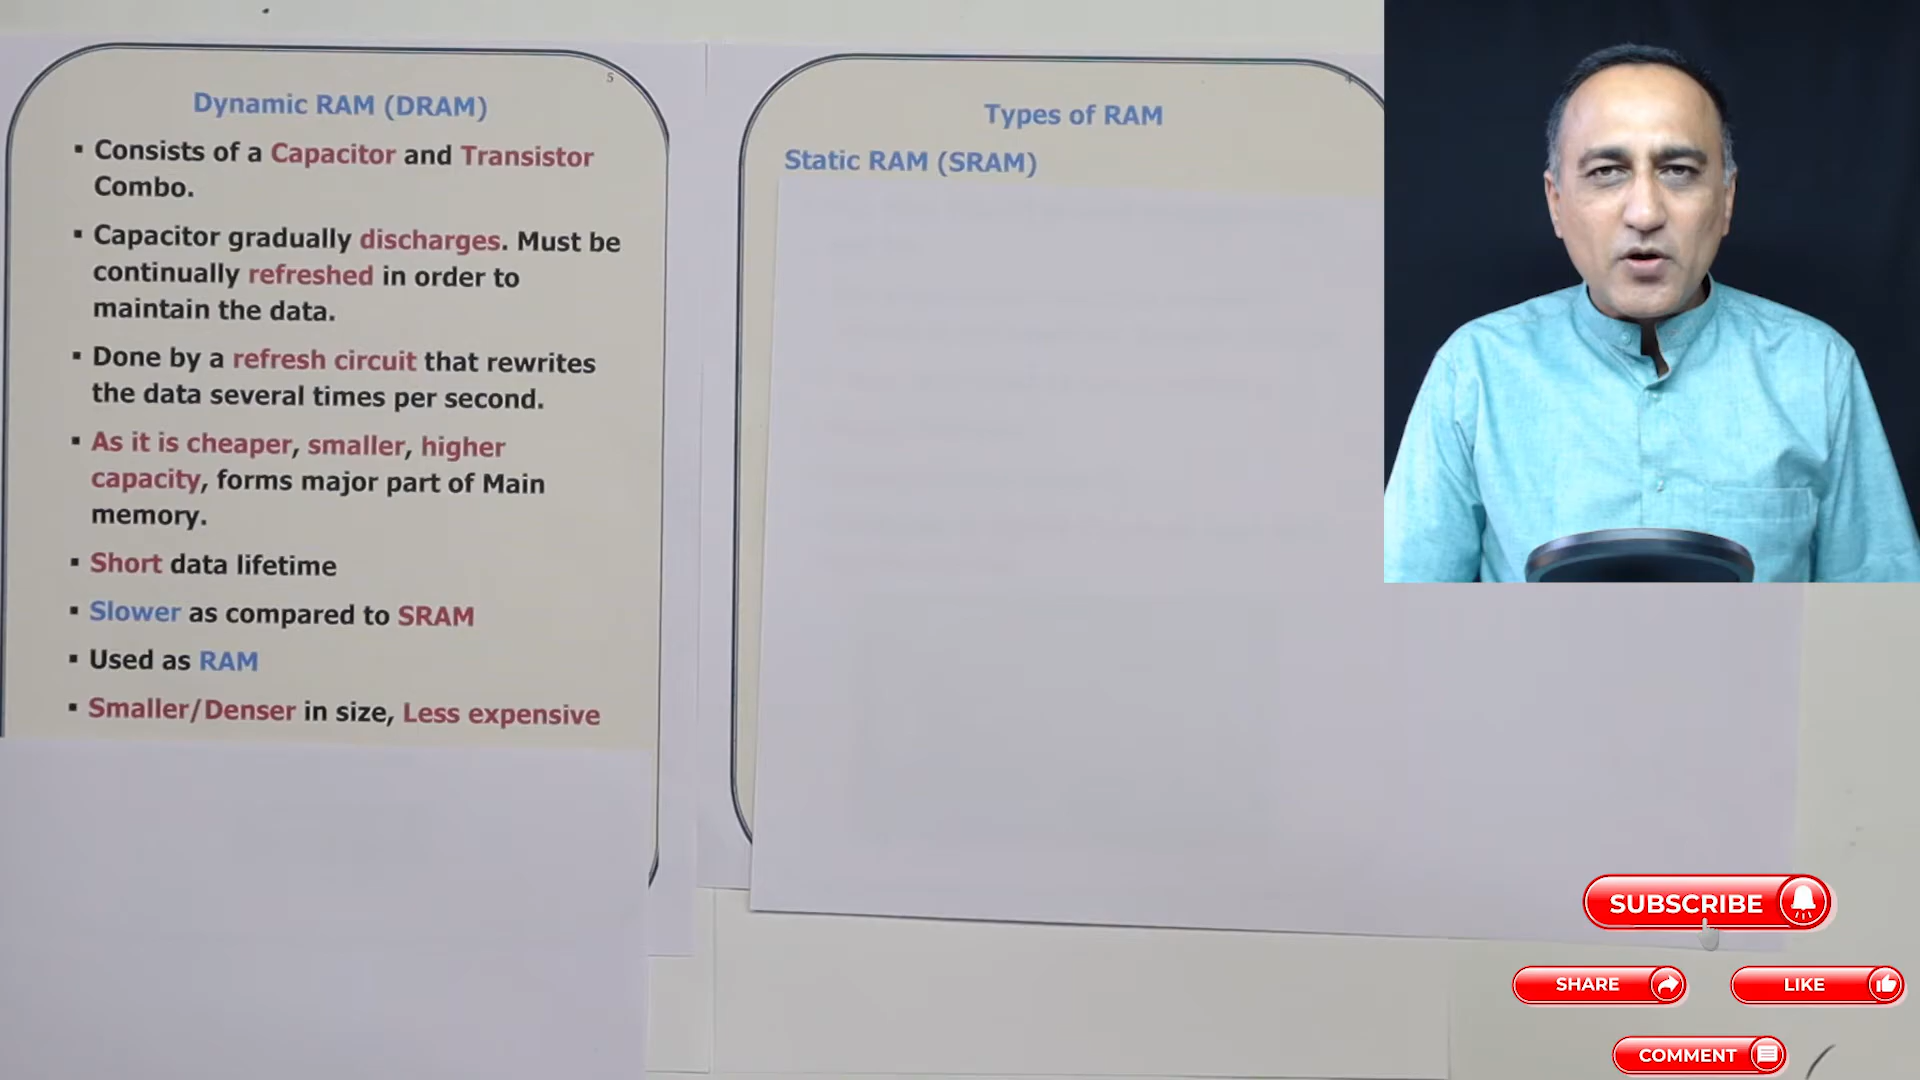 5
Dynamic RAM (DRAM)
▪ Consists of a Capacitor and Transistor
Combo.
▪ Capacitor gradually discharges. Must be
continually refreshed in order to
maintain the data.
▪ Done by a refresh circuit that rewrites
the data several times per second.
▪ As it is cheaper, smaller, higher
capacity, forms major part of Main
memory.
▪ Short data lifetime
▪ Slower as compared to SRAM
▪ Used as RAM
▪ Smaller/Denser in size, Less expensive
Types of RAM
Static RAM (SRAM)
SUBSCRIBE
SHARE
LIKE
COMMENT